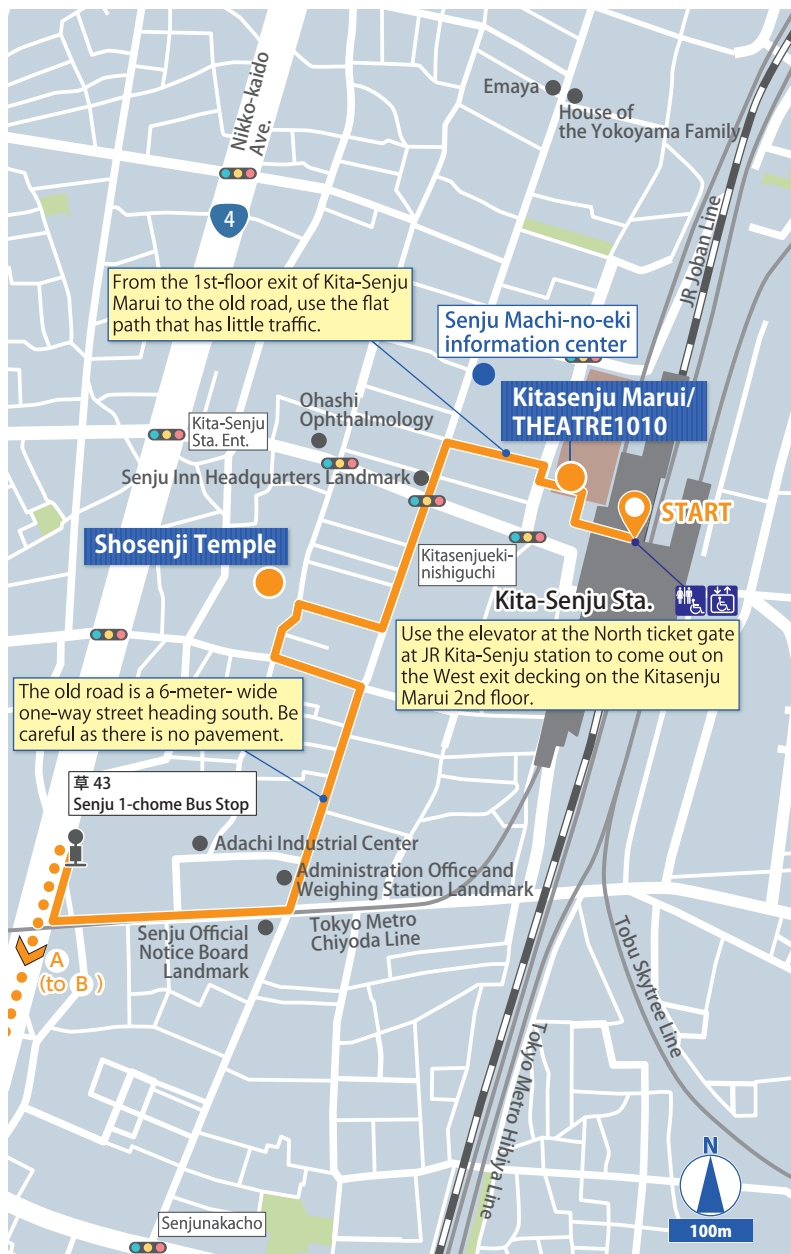 Emaya
House of
the Yokoyama Family
Nikko-kaido
Ave.
4
JR Joban Line
From the 1st-floor exit of Kita-Senju
Marui to the old road, use the flat
path that has little traffic.
Senju Machi-no-eki
information center
Kitasenju Marui/
THEATRE1010
Ohashi
Ophthalmology
Kita-Senju
Sta. Ent.
Senju Inn Headquarters Landmark
START
Shosenji Temple
Kitasenjueki-
nishiguchi
Kita-Senju Sta.
Use the elevator at the North ticket gate
at JR Kita-Senju station to come out on
the West exit decking on the Kitasenju
Marui 2nd floor.
The old road is a 6-meter- wide
one-way street heading south. Be
careful as there is no pavement.
草 43
Senju 1-chome Bus Stop
Adachi Industrial Center
Administration Office and
Weighing Station Landmark
Tokyo Metro
Chiyoda Line
Senju Official
Notice Board
Landmark
A
(to B )
Tobu Skytree Line
Tokyo Metro Hibiya Line
Senjunakacho
N
100m